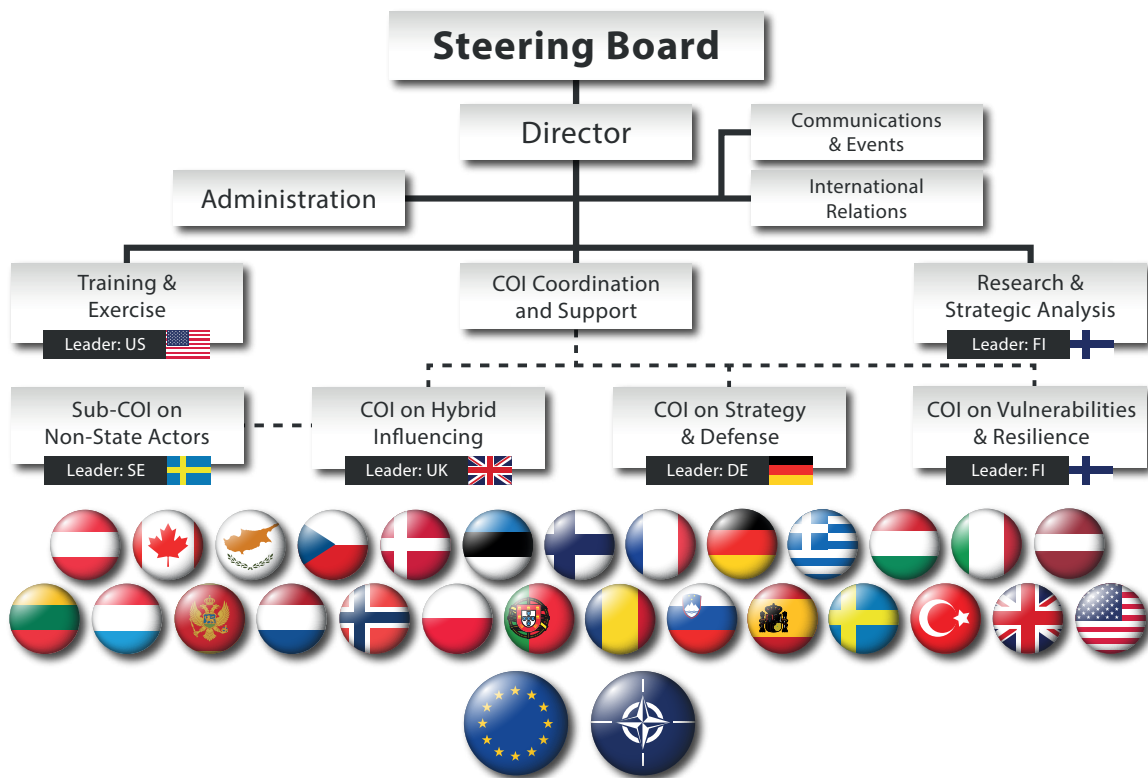 Steering Board
Director
Communications
& Events
Administration
International
Relations
Training &
Exercise
Leader: US
COI Coordination
and Support
Research &
Strategic Analysis
Leader: FI
Sub-COI on
Non-State Actors
Leader: SE
COI on Hybrid
Influencing
Leader: UK
COI on Strategy
& Defense
Leader: DE
COI on Vulnerabilities
& Resilience
Leader: FI